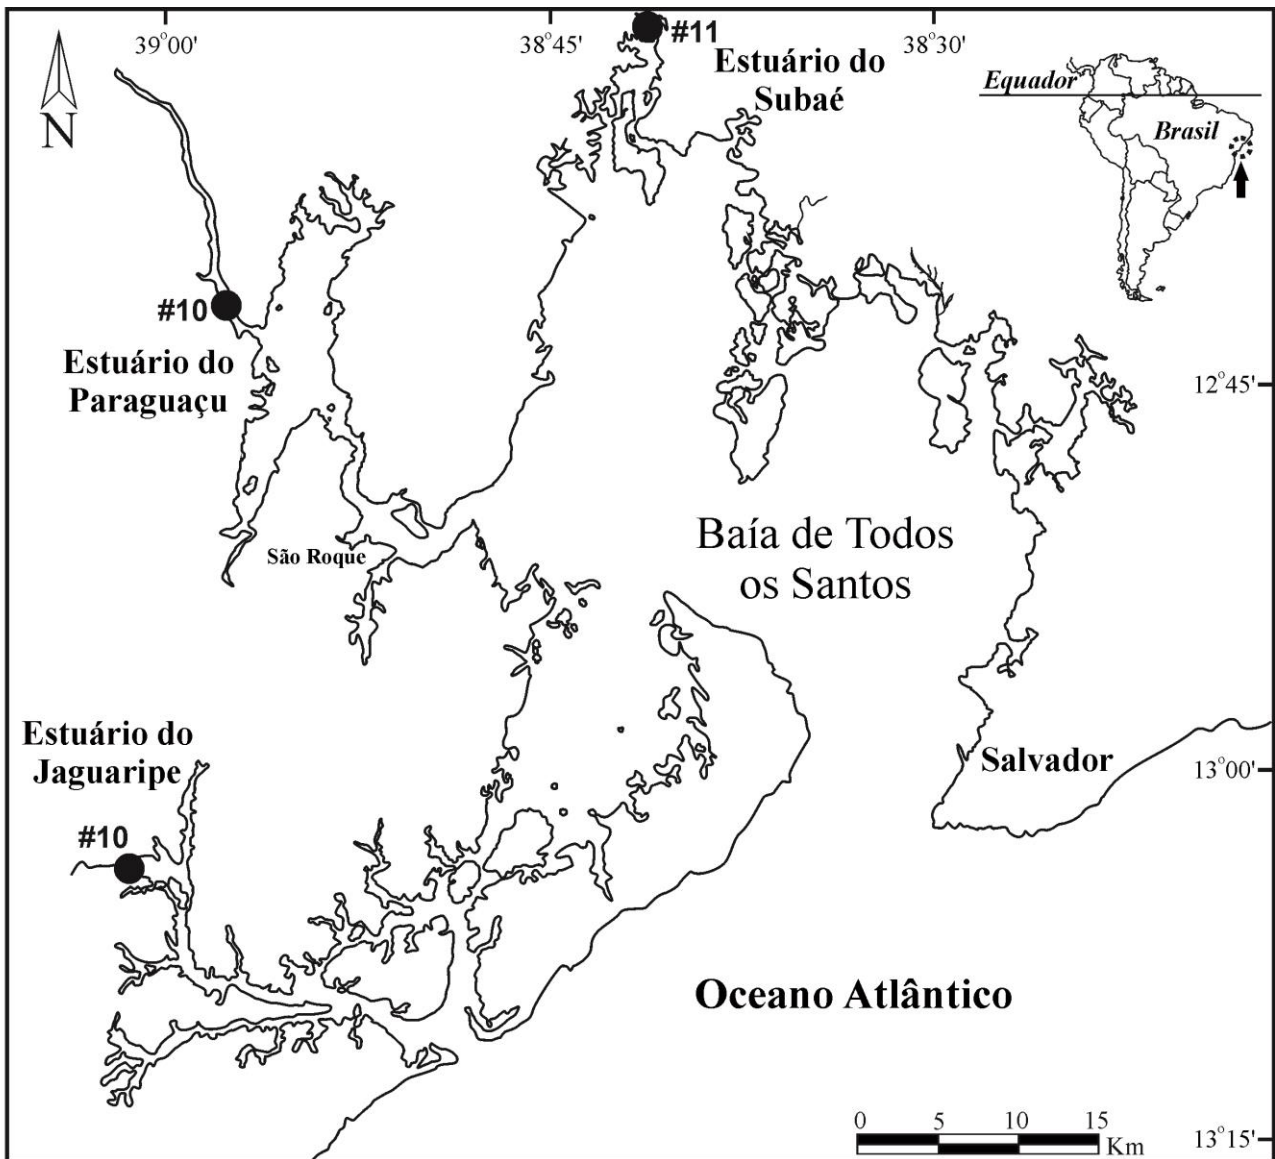 39°00'
38°45'
38°30'
#11
Estuário do
Subaé
Equador
Brasil
N
#10
Estuário do
Paraguaçu
12°45'
Baía de Todos
os Santos
São Roque
Estuário do
Jaguaripe
Salvador
13°00'
#10
Oceano Atlântico
0 5 10 15
Km
13°15'